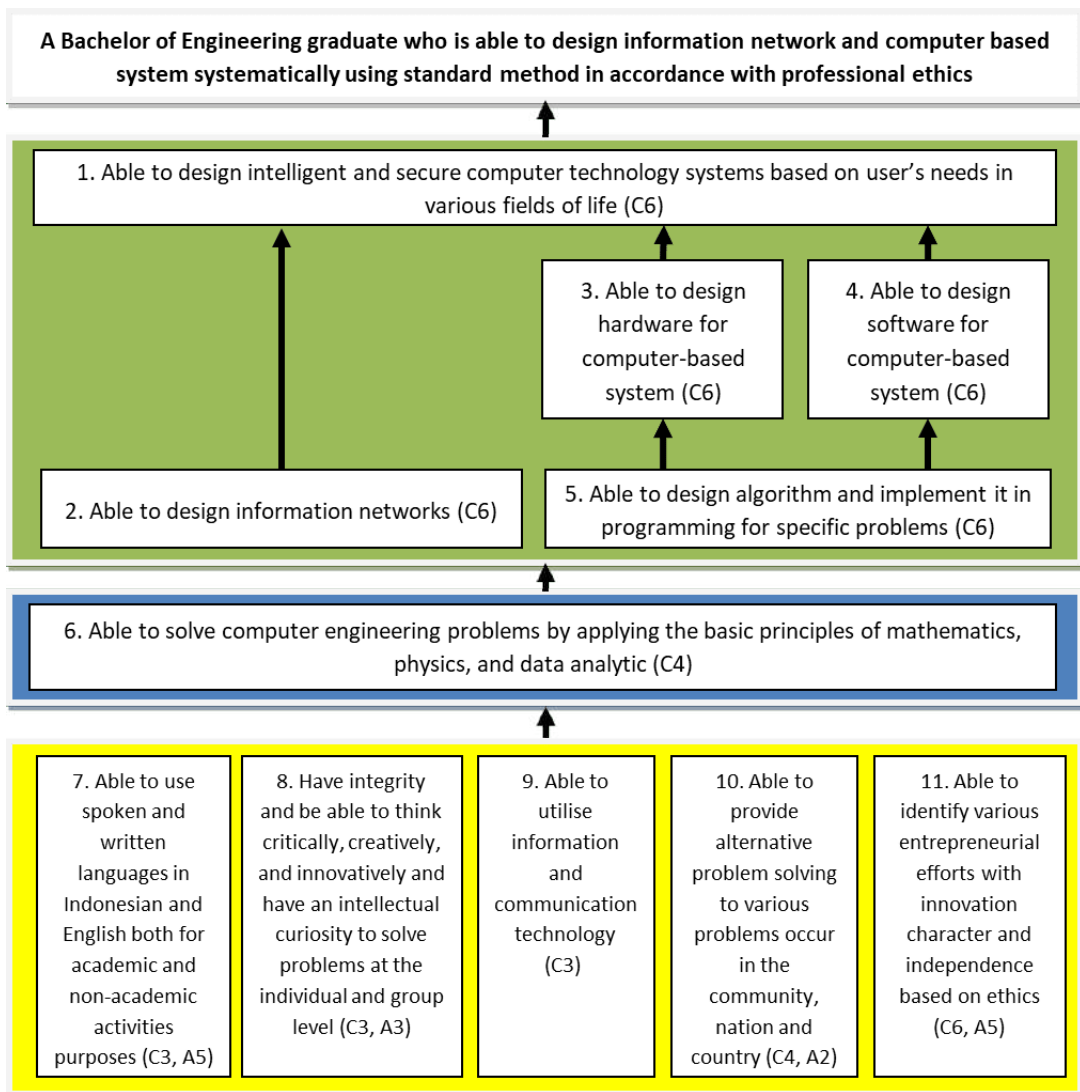 A Bachelor of Engineering graduate who is able to design information network and computer based
system systematically using standard method in accordance with professional ethics
1. Able to design intelligent and secure computer technology systems based on user’s needs in
various fields of life (C6)
3. Able to design
hardware for
computer-based
system (C6)
4. Able to design
software for
computer-based
system (C6)
2. Able to design information networks (C6)
5. Able to design algorithm and implement it in
programming for specific problems (C6)
6. Able to solve computer engineering problems by applying the basic principles of mathematics,
physics, and data analytic (C4)
7. Able to use
spoken and
written
languages in
Indonesian and
English both for
academic and
non-academic
activities
purposes (C3, A5)
8. Have integrity
and be able to think
critically, creatively,
and innovatively and
have an intellectual
curiosity to solve
problems at the
individual and group
level (C3, A3)
9. Able to
utilise
information
and
communication
technology
(C3)
10. Able to
provide
alternative
problem solving
to various
problems occur
in the
community,
nation and
country (C4, A2)
11. Able to
identify various
entrepreneurial
efforts with
innovation
character and
independence
based on ethics
(C6, A5)